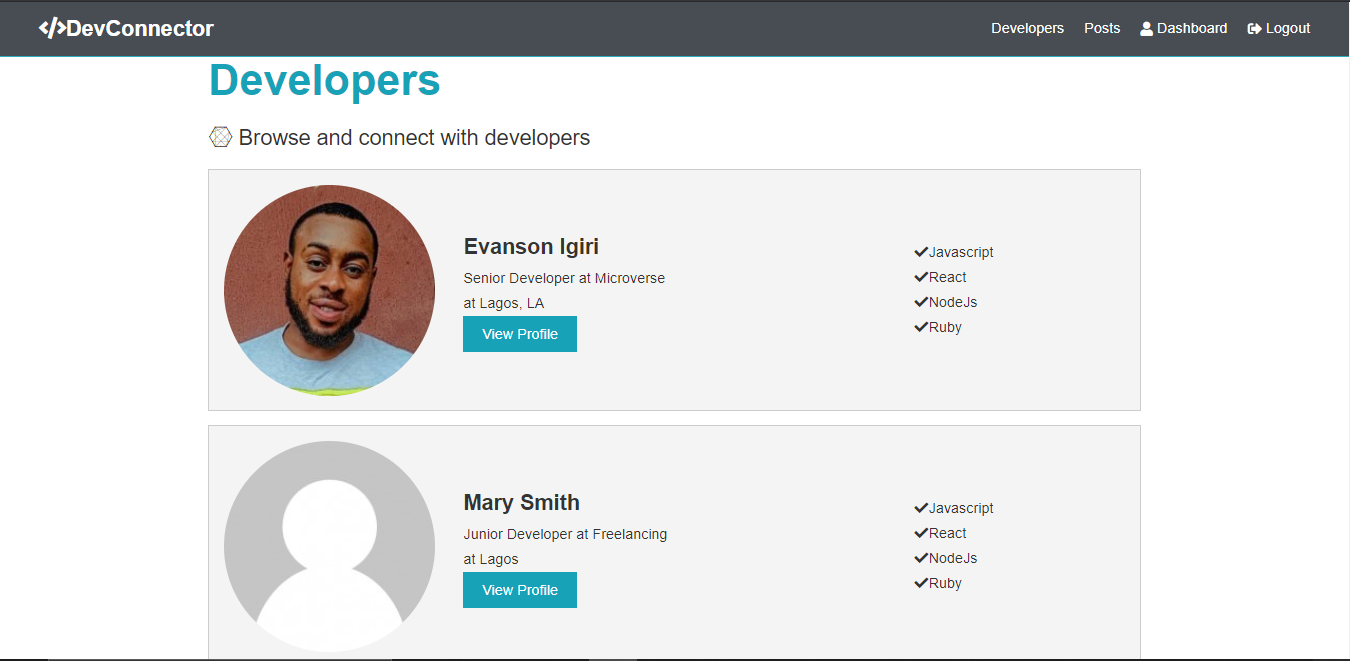 </>DevConnector
Developers Posts Dashboard Logout
Developers
Browse and connect with developers
Evanson Igiri
Senior Developer at Microverse
at Lagos, LA
View Profile
Javascript
React
NodeJs
Ruby
Mary Smith
Junior Developer at Freelancing
at Lagos
View Profile
Javascript
React
NodeJs
Ruby